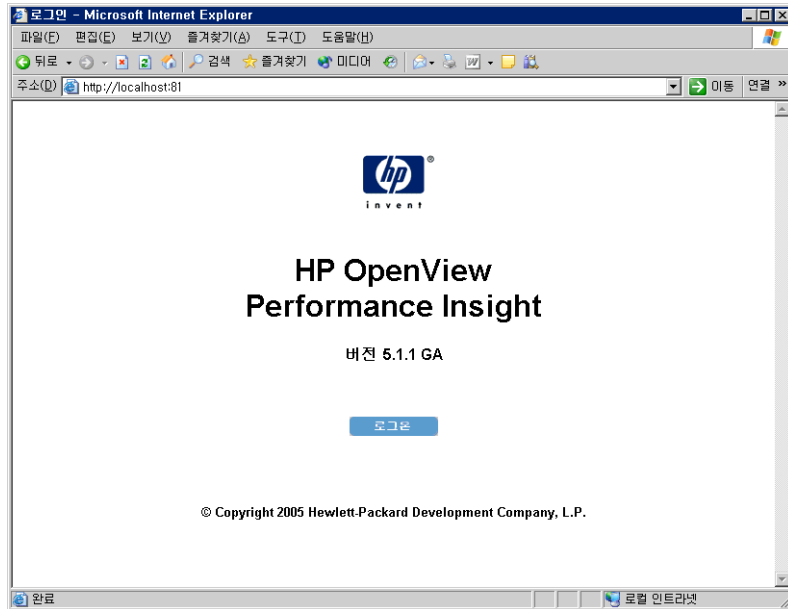 로그인 - Microsoft Internet Explorer
파일(F) 편집(E) 보기(V) 즐겨찾기(A) 도구(T) 도움말(H)
뒤로 검색 즐겨찾기 미디어
주소(D) http://localhost:81 이동 연결 »
hp ®
invent
HP OpenView
Performance Insight
버전 5.1.1 GA
로그온
© Copyright 2005 Hewlett-Packard Development Company, L.P.
완료 로컬 인트라넷